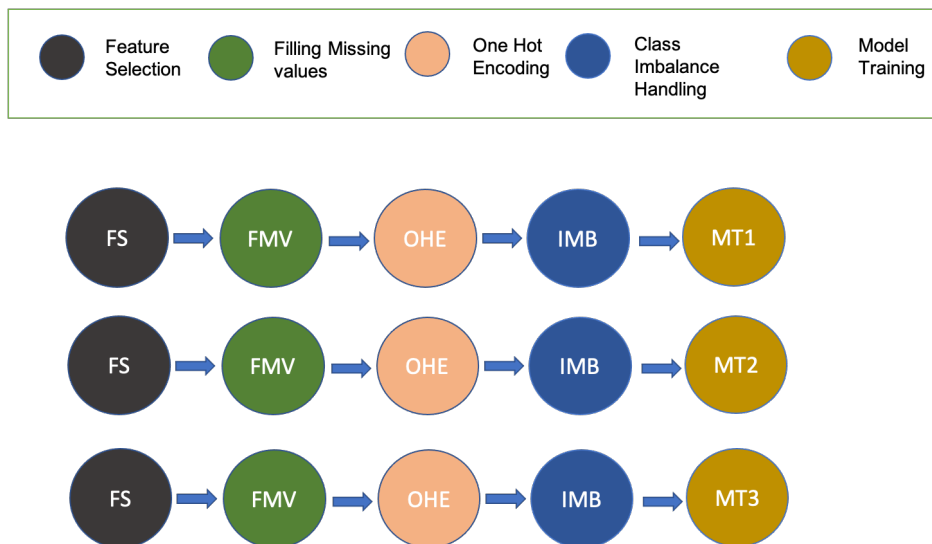 Feature
Selection
Filling Missing
values
One Hot
Encoding
Class
Imbalance
Handling
Model
Training
FS
FMV
OHE
IMB
MT1
FS
FMV
OHE
IMB
MT2
FS
FMV
OHE
IMB
MT3